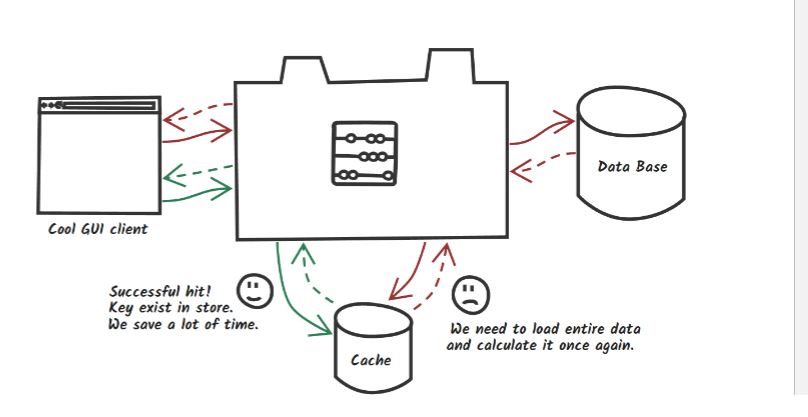 Data Base
Cool GUI client
Successful hit!
Key exist in store.
We save a lot of time.
We need to load entire data
and calculate it once again.
Cache